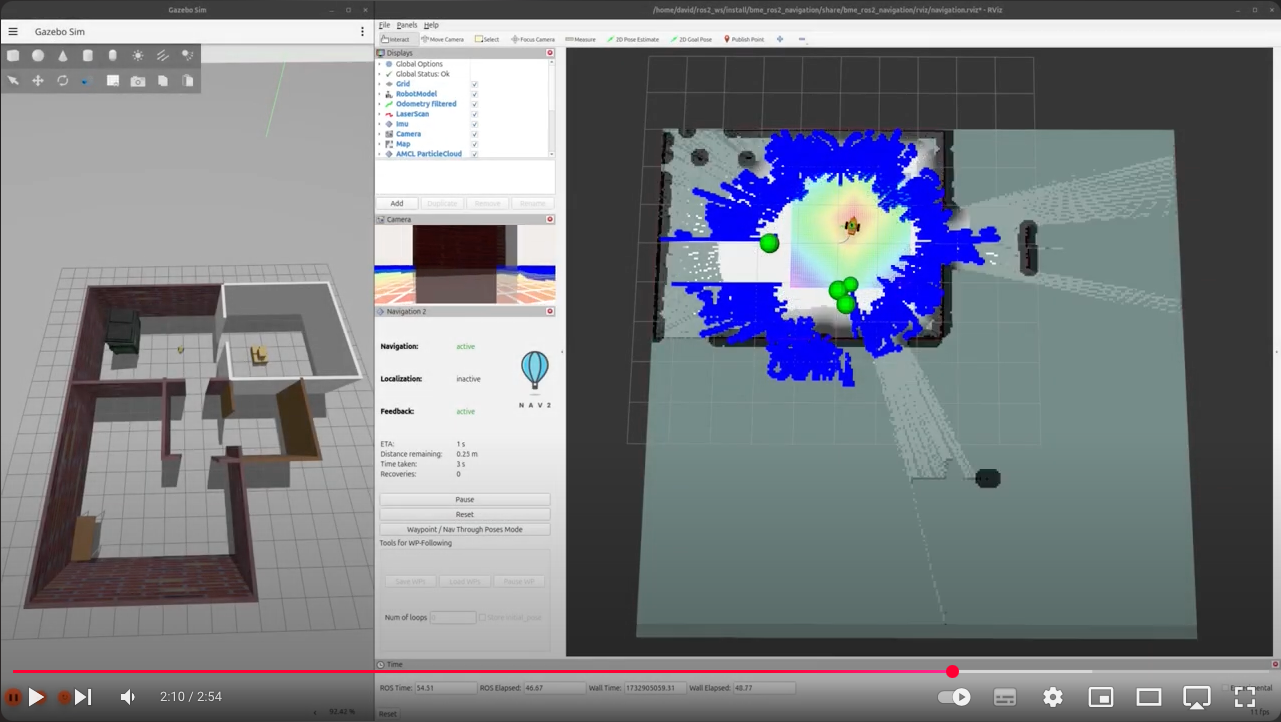 Gazebo Sim
Gazebo Sim
/home/david/ros2_ws/install/bme_ros2_navigation/share/bme_ros2_navigation/rviz/navigation.rviz* - RViz
File Panels Help
Interact Move Camera Select Focus Camera Measure 2D Pose Estimate 2D Goal Pose Publish Point
Displays
Global Options
Global Status: Ok
Grid
RobotModel
Odometry filtered
LaserScan
Imu
Camera
Map
AMCL ParticleCloud
Add Duplicate Remove Rename
Camera
Navigation 2
Navigation: active
Localization: inactive
Feedback: active
NAV2
ETA: 1 s
Distance remaining: 0.25 m
Time taken: 3 s
Recoveries: 0
Pause
Reset
Waypoint / Nav Through Poses Mode
Tools for WP-Following
Save WPs Load WPs Pause WP
Num of loops
Store initial_pose
Time
ROS Time: 54.51 ROS Elapsed: 46.67 Wall Time: 1732905059.31 Wall Elapsed: 48.77
2:10 / 2:54
92.42 %
Reset
11 fps